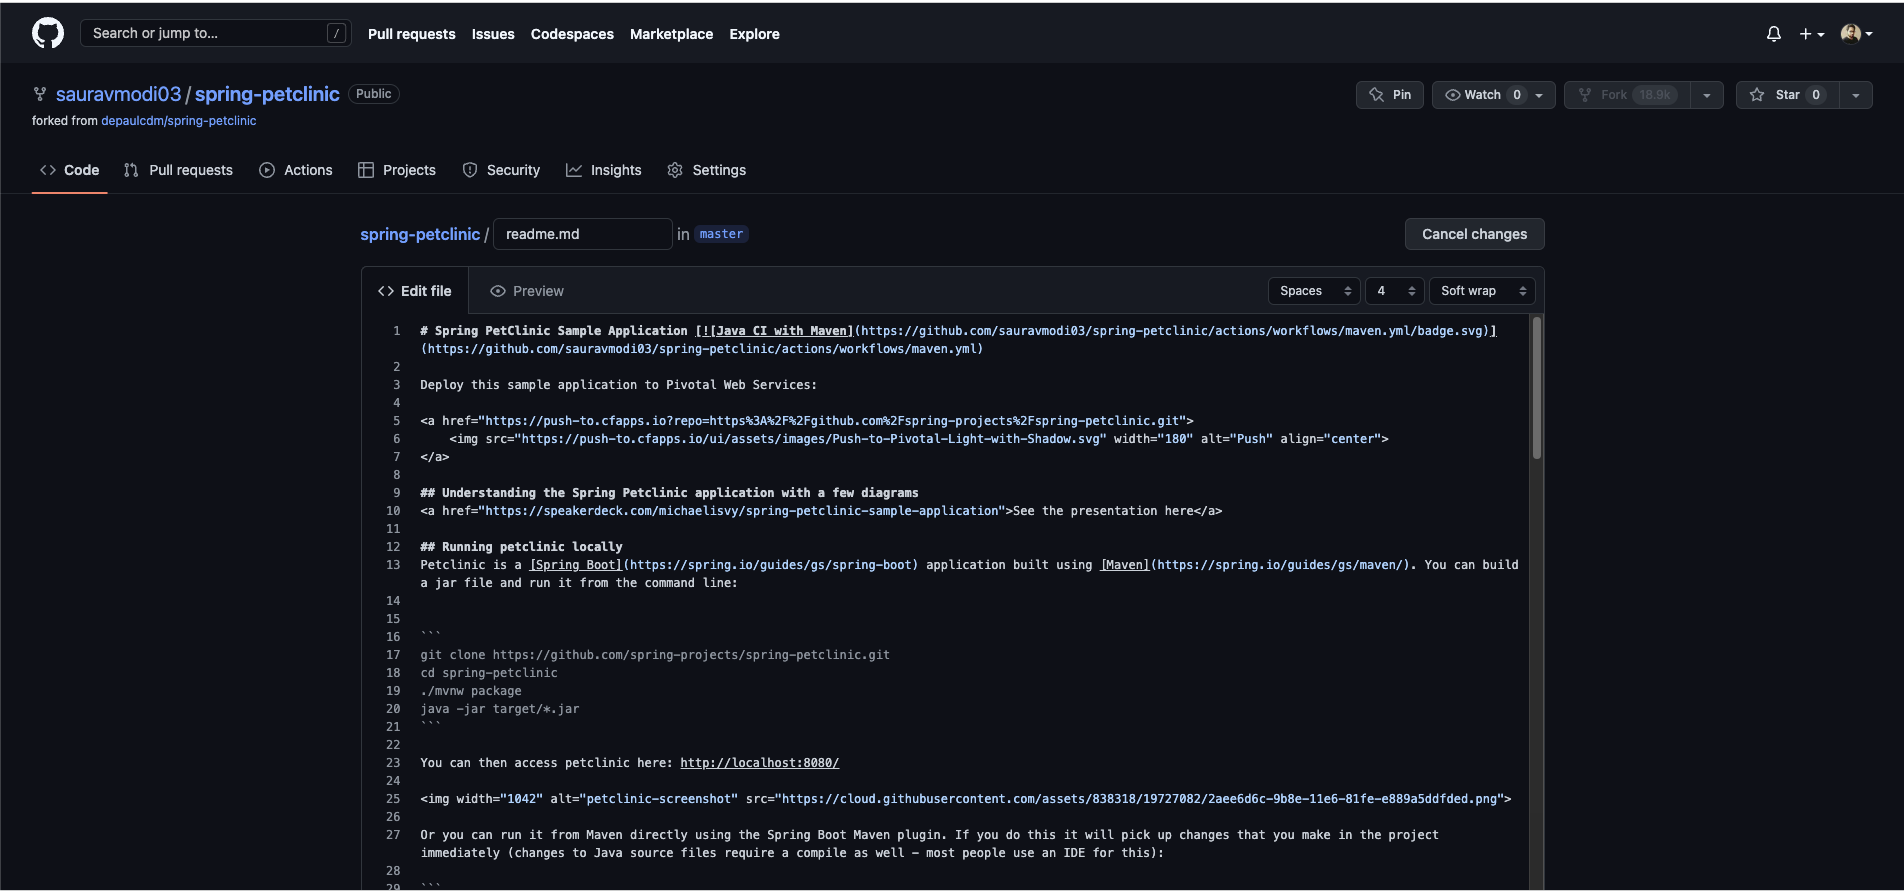 Search or jump to... /
Pull requests Issues Codespaces Marketplace Explore
sauravmodi03 / spring-petclinic Public
forked from depaulcdm/spring-petclinic
Pin Watch 0 Fork 18.9k Star 0
Code Pull requests Actions Projects Security Insights Settings
spring-petclinic / readme.md in master
Cancel changes
Edit file Preview Spaces 4 Soft wrap
1 # Spring PetClinic Sample Application [![Java CI with Maven](https://github.com/sauravmodi03/spring-petclinic/actions/workflows/maven.yml/badge.svg)]
(https://github.com/sauravmodi03/spring-petclinic/actions/workflows/maven.yml)
2
3 Deploy this sample application to Pivotal Web Services:
4
5 <a href="https://push-to.cfapps.io?repo=https%3A%2F%2Fgithub.com%2Fspring-projects%2Fspring-petclinic.git">
6 <img src="https://push-to.cfapps.io/ui/assets/images/Push-to-Pivotal-Light-with-Shadow.svg" width="180" alt="Push" align="center">
7 </a>
8
9 ## Understanding the Spring Petclinic application with a few diagrams
10 <a href="https://speakerdeck.com/michaelisvy/spring-petclinic-sample-application">See the presentation here</a>
11
12 ## Running petclinic locally
13 Petclinic is a [Spring Boot](https://spring.io/guides/gs/spring-boot) application built using [Maven](https://spring.io/guides/gs/maven/). You can build
a jar file and run it from the command line:
14
15
16 ```
17 git clone https://github.com/spring-projects/spring-petclinic.git
18 cd spring-petclinic
19 ./mvnw package
20 java -jar target/*.jar
21 ```
22
23 You can then access petclinic here: http://localhost:8080/
24
25 <img width="1042" alt="petclinic-screenshot" src="https://cloud.githubusercontent.com/assets/838318/19727082/2aee6d6c-9b8e-11e6-81fe-e889a5ddfded.png">
26
27 Or you can run it from Maven directly using the Spring Boot Maven plugin. If you do this it will pick up changes that you make in the project
immediately (changes to Java source files require a compile as well - most people use an IDE for this):
28
29 ```